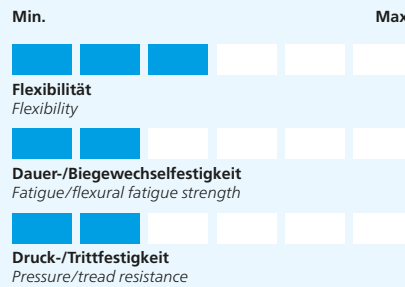 Min. Max
Flexibilität
Flexibility
Dauer-/Biegewechselfestigkeit
Fatigue/flexural fatigue strength
Druck-/Trittfestigkeit
Pressure/tread resistance